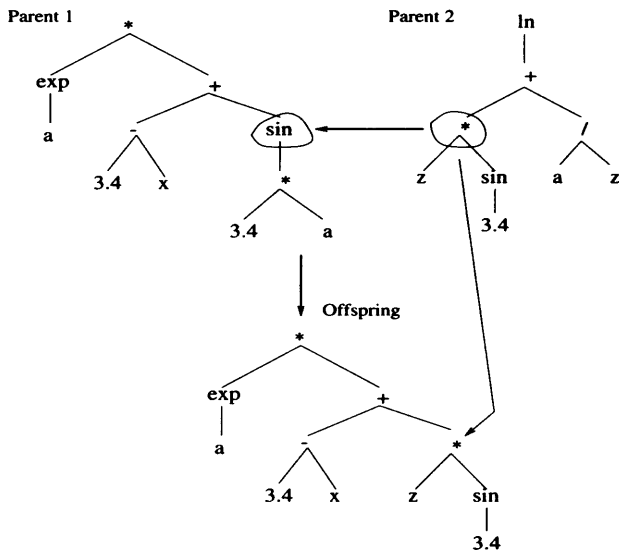 Parent 1 * Parent 2 ln
exp + +
a - sin * /
3.4 x * z sin a z
3.4 a 3.4
Offspring
*
exp +
a - *
3.4 x z sin
3.4